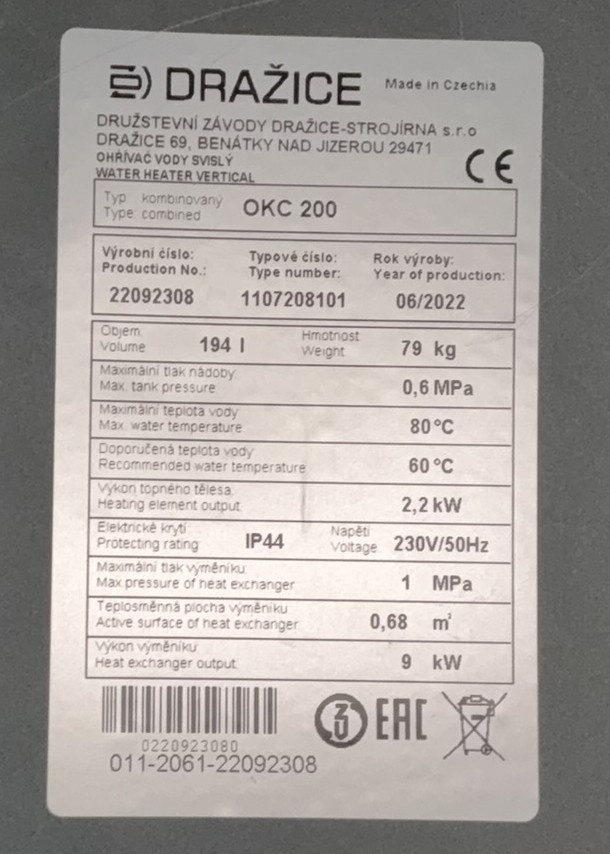 DRAŽICE Made in Czechia
DRUŽSTEVNÍ ZÁVODY DRAŽICE-STROJÍRNA s.r.o
DRAŽICE 69, BENÁTKY NAD JIZEROU 29471
OHŘÍVAČ VODY SVISLÝ
WATER HEATER VERTICAL
CE
Typ kombinovaný
Type combined
OKC 200
Výrobní číslo:
Production No.:
22092308
Typové číslo:
Type number:
1107208101
Rok výroby:
Year of production:
06/2022
Objem
Volume
194 l
Hmotnost
Weight
79 kg
Maximální tlak nádoby
Max. tank pressure
0,6 MPa
Maximální teplota vody
Max. water temperature
80°C
Doporučená teplota vody
Recommended water temperature
60°C
Výkon topného tělesa
Heating element output
2,2 kW
Elektrické krytí
Protecting rating
IP44
Napětí
Voltage
230V/50Hz
Maximální tlak výměníku
Max pressure of heat exchanger
1 MPa
Teplosměnná plocha výměníku
Active surface of heat exchanger
0,68 m²
Výkon výměníku
Heat exchanger output
9 kW
0220923080
011-2061-22092308
EAC